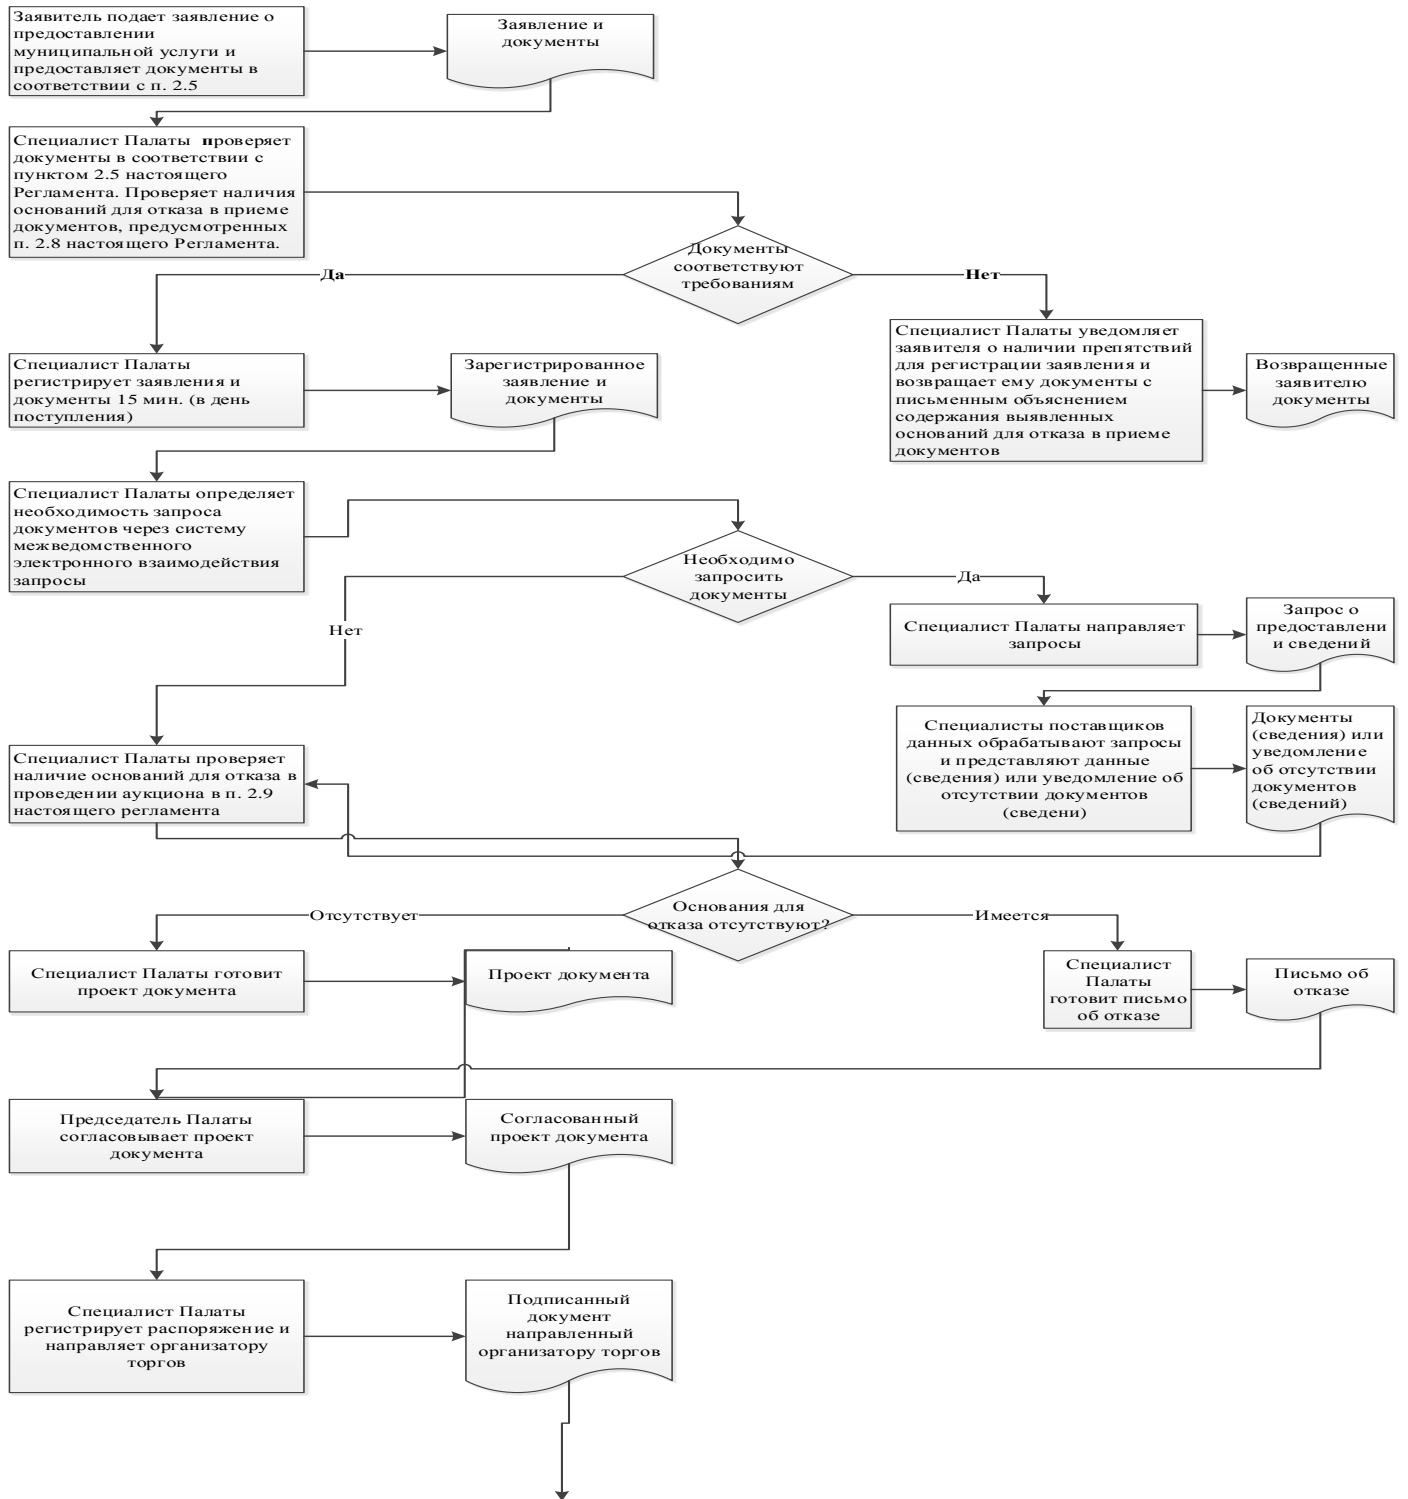 Заявитель подает заявление о
предоставлении
муниципальной услуги и
предоставляет документы в
соответствии с п. 2.5
Заявление и
документы
Специалист Палаты проверяет
документы в соответствии с
пунктом 2.5 настоящего
Регламента. Проверяет наличия
оснований для отказа в приеме
документов, предусмотренных
п. 2.8 настоящего Регламента.
Документы
соответствуют
требованиям
Да
Нет
Специалист Палаты
регистрирует заявления и
документы 15 мин. (в день
поступления)
Зарегистрированное
заявление и
документы
Специалист Палаты уведомляет
заявителя о наличии препятствий
для регистрации заявления и
возвращает ему документы с
письменным объяснением
содержания выявленных
оснований для отказа в приеме
документов
Возвращенные
заявителю
документы
Специалист Палаты определяет
необходимость запроса
документов через систему
межведомственного
электронного взаимодействия
запросы
Необходимо
запросить
документы
Да
Нет
Специалист Палаты направляет
запросы
Запрос о
предоставлени
и сведений
Специалисты поставщиков
данных обрабатывают запросы
и представляют данные
(сведения) или уведомление об
отсутствии документов
(сведени)
Документы
(сведения) или
уведомление
об отсутствии
документов
(сведений)
Специалист Палаты проверяет
наличие оснований для отказа в
проведении аукциона в п. 2.9
настоящего регламента
Основания для
отказа отсутствуют?
Отсутствует
Имеется
Специалист Палаты готовит
проект документа
Проект документа
Специалист
Палаты
готовит письмо
об отказе
Письмо об
отказе
Председатель Палаты
согласовывает проект
документа
Согласованный
проект документа
Специалист Палаты
регистрирует распоряжение и
направляет организатору
торгов
Подписанный
документ
направленный
организатору торгов